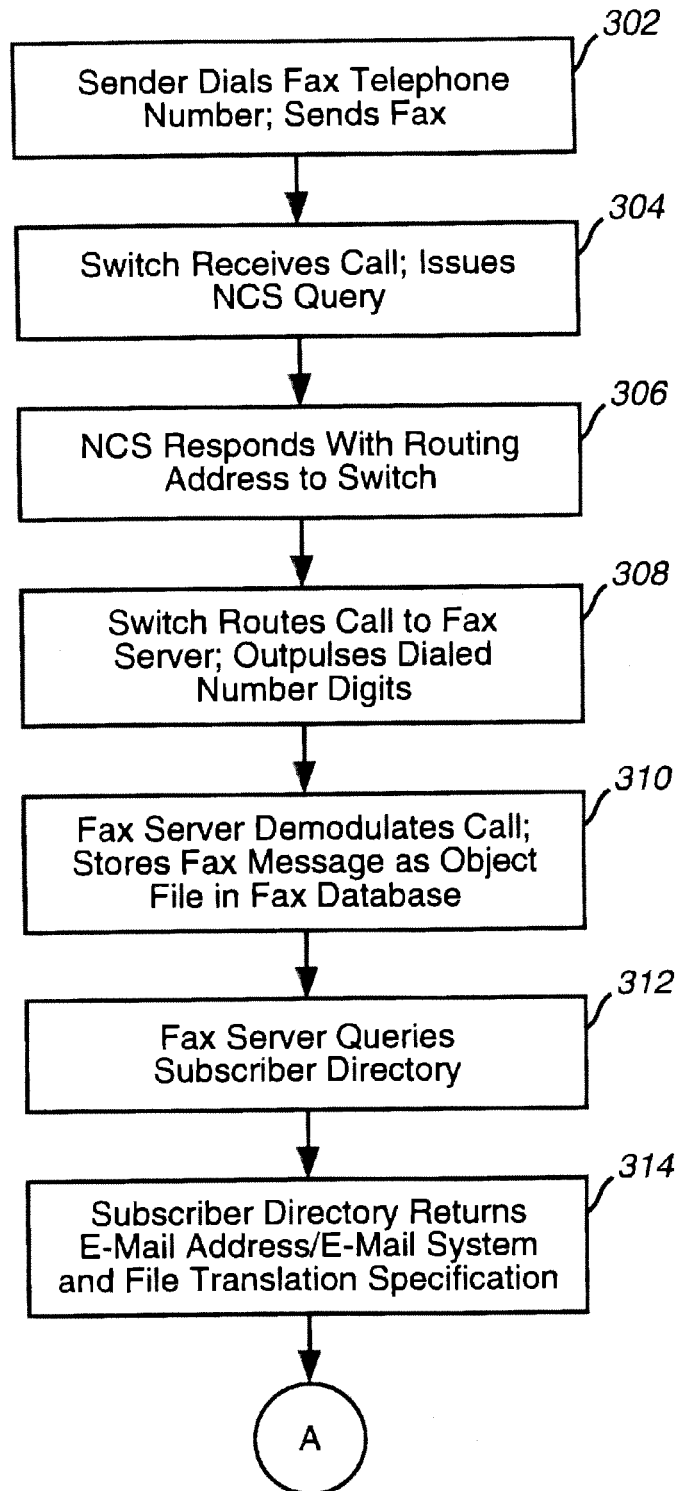 302
Sender Dials Fax Telephone
Number; Sends Fax
304
Switch Receives Call; Issues
NCS Query
306
NCS Responds With Routing
Address to Switch
308
Switch Routes Call to Fax
Server; Outpulses Dialed
Number Digits
310
Fax Server Demodulates Call;
Stores Fax Message as Object
File in Fax Database
312
Fax Server Queries
Subscriber Directory
314
Subscriber Directory Returns
E-Mail Address/E-Mail System
and File Translation Specification
A